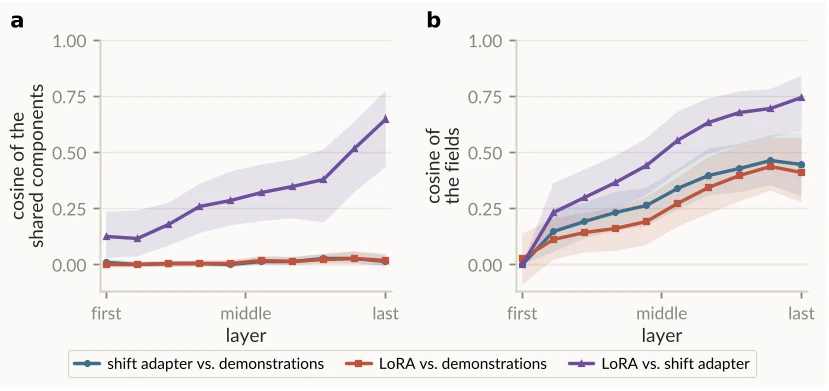 a
cosine of the
shared components
1.00
0.75
0.50
0.25
0.00
first
middle
last
layer
b
cosine of
the fields
1.00
0.75
0.50
0.25
0.00
first
middle
last
layer
shift adapter vs. demonstrations
LoRA vs. demonstrations
LoRA vs. shift adapter